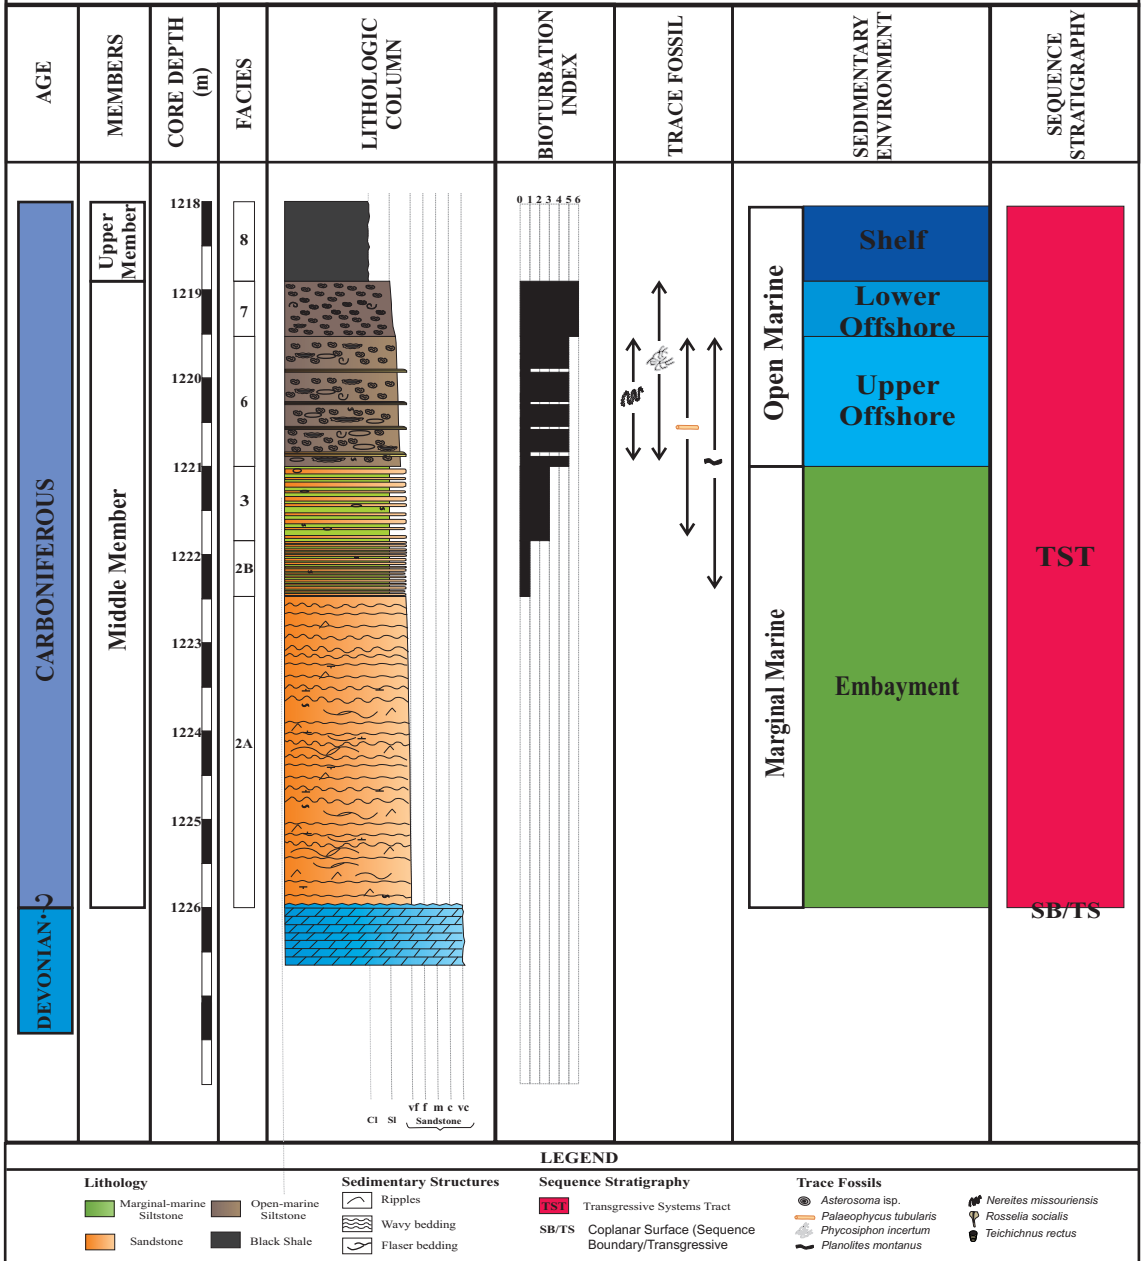 AGE
MEMBERS
CORE DEPTH
(m)
FACIES
LITHOLOGIC
COLUMN
BIOTURBATION
INDEX
TRACE FOSSIL
SEDIMENTARY
ENVIRONMENT
SEQUENCE
STRATIGRAPHY
CARBONIFEROUS
?
DEVONIAN
Upper
Member
Middle Member
1218
1219
1220
1221
1222
1223
1224
1225
1226
8
7
6
3
2B
2A
0 1 2 3 4 5 6
Open Marine
Marginal Marine
Shelf
Lower
Offshore
Upper
Offshore
Embayment
TST
SB/TS
vf f m c vc
Cl Sl Sandstone
LEGEND
Lithology
Marginal-marine
Siltstone
Open-marine
Siltstone
Sandstone
Black Shale
Sedimentary Structures
Ripples
Wavy bedding
Flaser bedding
Sequence Stratigraphy
TST Transgressive Systems Tract
SB/TS Coplanar Surface (Sequence
Boundary/Transgressive
Trace Fossils
Asterosoma isp.
Palaeophycus tubularis
Phycosiphon incertum
Planolites montanus
Nereites missouriensis
Rosselia socialis
Teichichnus rectus